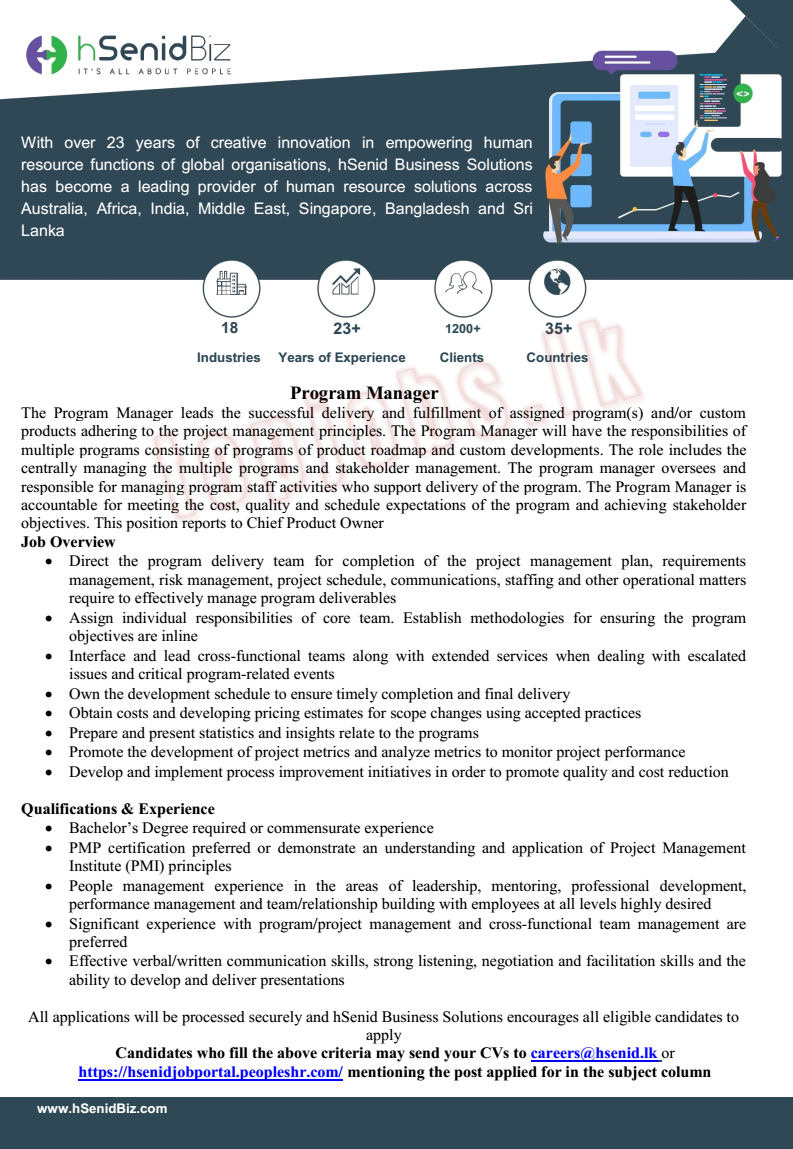 hSenidBiz
IT'S ALL ABOUT PEOPLE
With over 23 years of creative innovation in empowering human
resource functions of global organisations, hSenid Business Solutions
has become a leading provider of human resource solutions across
Australia, Africa, India, Middle East, Singapore, Bangladesh and Sri
Lanka
18
23+
1200+
35+
Industries
Years of Experience
Clients
Countries
topjobs.lk
Program Manager
The Program Manager leads the successful delivery and fulfillment of assigned program(s) and/or custom
products adhering to the project management principles. The Program Manager will have the responsibilities of
multiple programs consisting of programs of product roadmap and custom developments. The role includes the
centrally managing the multiple programs and stakeholder management. The program manager oversees and
responsible for managing program staff activities who support delivery of the program. The Program Manager is
accountable for meeting the cost, quality and schedule expectations of the program and achieving stakeholder
objectives. This position reports to Chief Product Owner
Job Overview
• Direct the program delivery team for completion of the project management plan, requirements
management, risk management, project schedule, communications, staffing and other operational matters
require to effectively manage program deliverables
• Assign individual responsibilities of core team. Establish methodologies for ensuring the program
objectives are inline
• Interface and lead cross-functional teams along with extended services when dealing with escalated
issues and critical program-related events
• Own the development schedule to ensure timely completion and final delivery
• Obtain costs and developing pricing estimates for scope changes using accepted practices
• Prepare and present statistics and insights relate to the programs
• Promote the development of project metrics and analyze metrics to monitor project performance
• Develop and implement process improvement initiatives in order to promote quality and cost reduction
Qualifications & Experience
• Bachelor's Degree required or commensurate experience
• PMP certification preferred or demonstrate an understanding and application of Project Management
Institute (PMI) principles
• People management experience in the areas of leadership, mentoring, professional development,
performance management and team/relationship building with employees at all levels highly desired
• Significant experience with program/project management and cross-functional team management are
preferred
• Effective verbal/written communication skills, strong listening, negotiation and facilitation skills and the
ability to develop and deliver presentations
All applications will be processed securely and hSenid Business Solutions encourages all eligible candidates to
apply
Candidates who fill the above criteria may send your CVs to careers@hsenid.lk or
https://hsenidjobportal.peopleshr.com/ mentioning the post applied for in the subject column
www.hSenidBiz.com